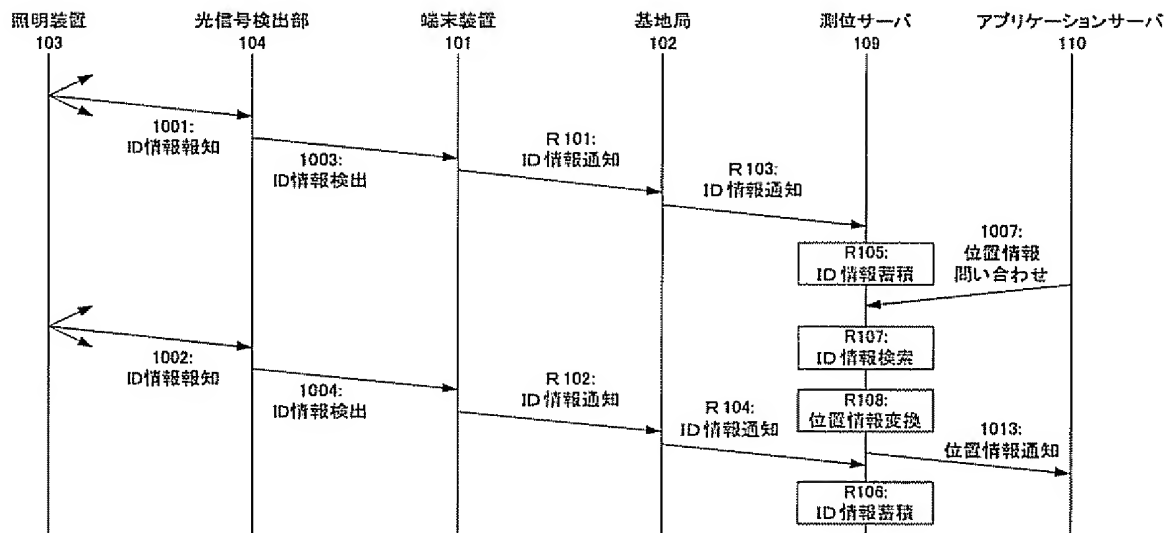 照明装置
103
光信号検出部
104
端末装置
101
基地局
102
測位サーバ
109
アプリケーションサーバ
110
1001:
ID情報報知
1003:
ID情報検出
R101:
ID情報通知
R103:
ID情報通知
R105:
ID情報蓄積
1007:
位置情報
問い合わせ
1002:
ID情報報知
1004:
ID情報検出
R102:
ID情報通知
R104:
ID情報通知
R107:
ID情報検索
R108:
位置情報変換
1013:
位置情報通知
R106:
ID情報蓄積